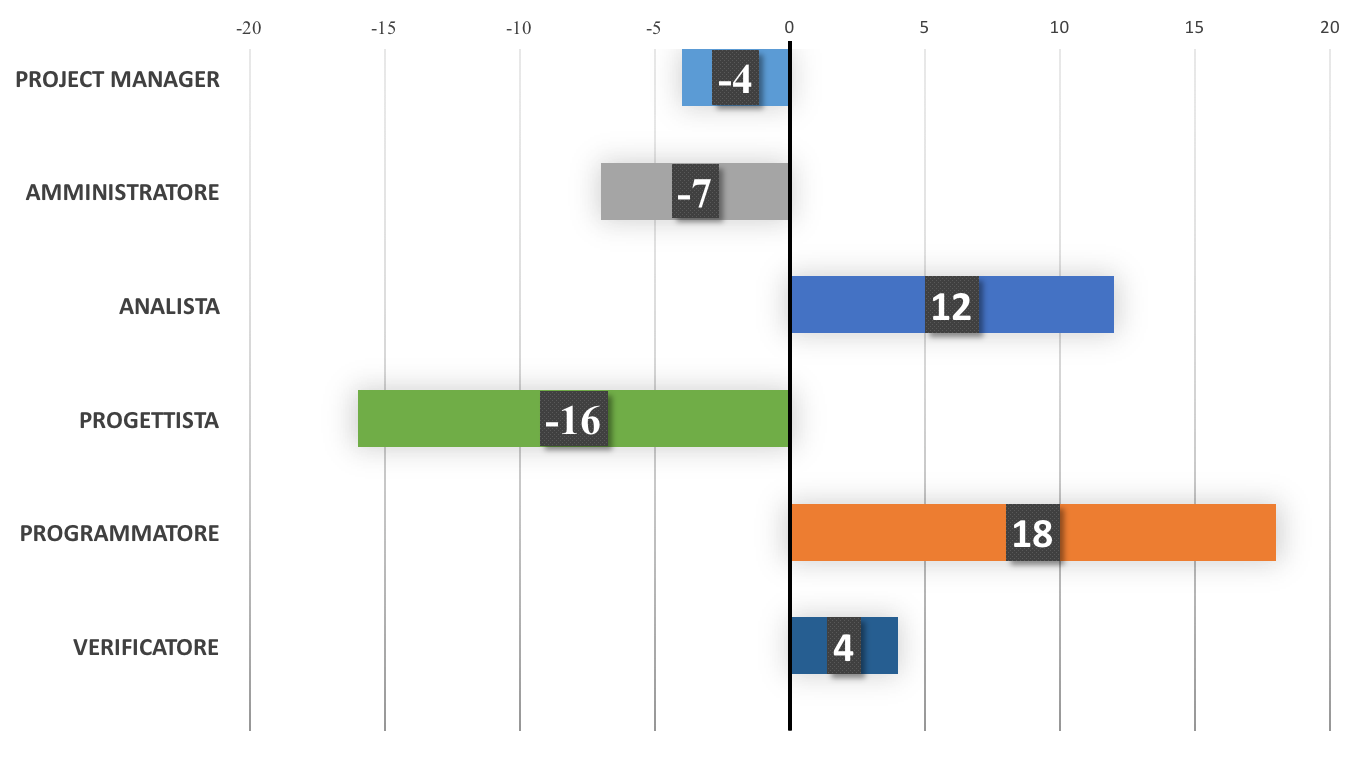 -20 -15 -10 -5 0 5 10 15 20
PROJECT MANAGER -4
AMMINISTRATORE -7
ANALISTA 12
PROGETTISTA -16
PROGRAMMATORE 18
VERIFICATORE 4